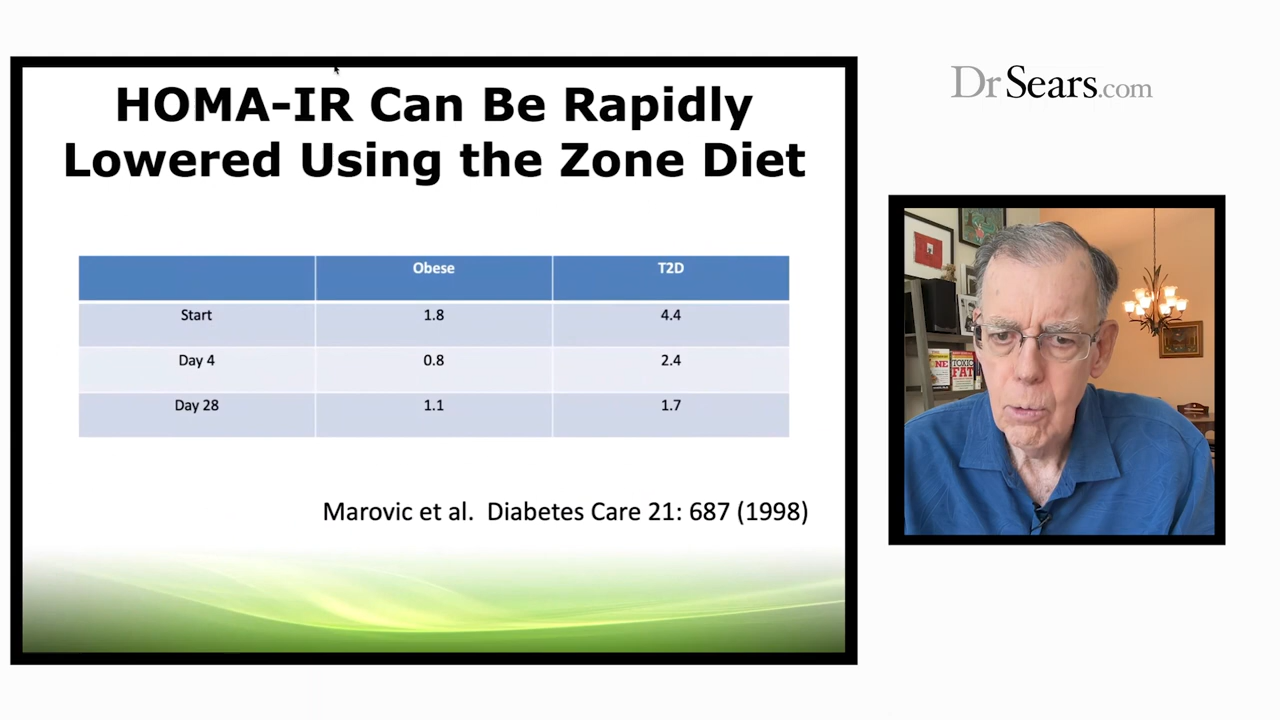 HOMA-IR Can Be Rapidly
Lowered Using the Zone Diet
Obese T2D
Start 1.8 4.4
Day 4 0.8 2.4
Day 28 1.1 1.7
Marovic et al. Diabetes Care 21: 687 (1998)
DrSears.com
TOXIC
FAT